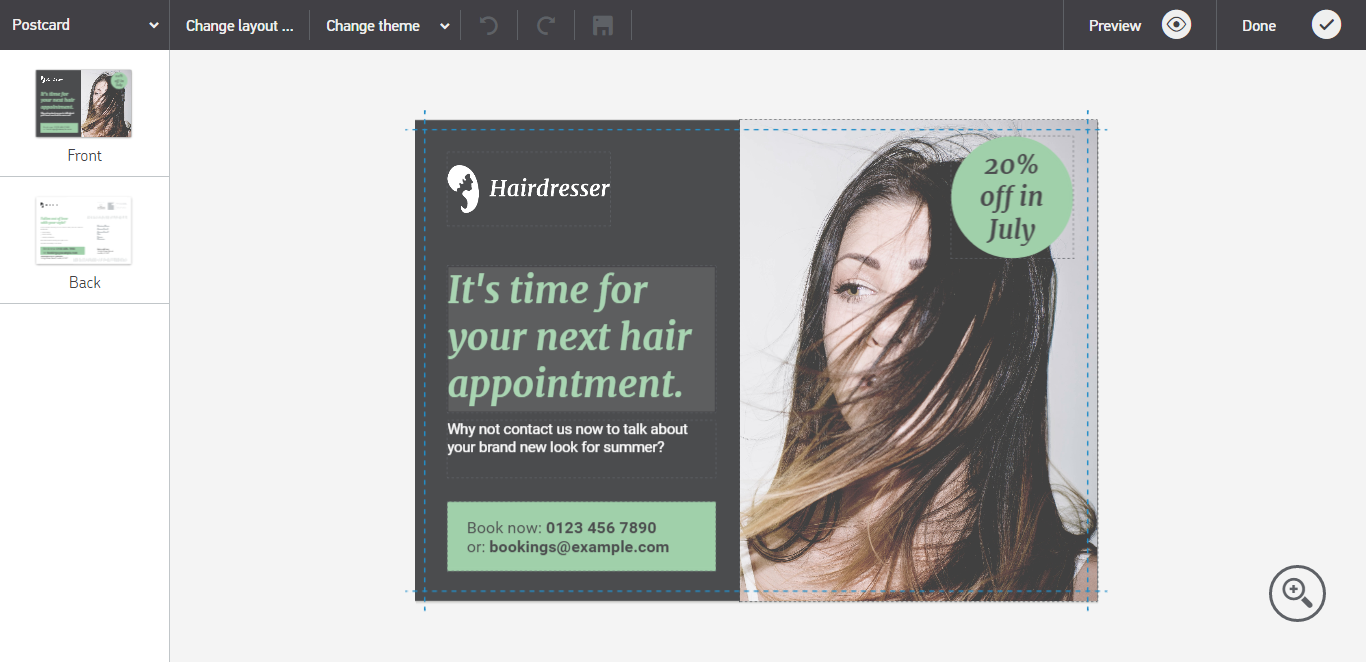 Postcard
Change layout ...
Change theme
Preview
Done
Front
Back
Hairdresser
20%
off in
July
It's time for
your next hair
appointment.
Why not contact us now to talk about
your brand new look for summer?
Book now: 0123 456 7890
or: bookings@example.com